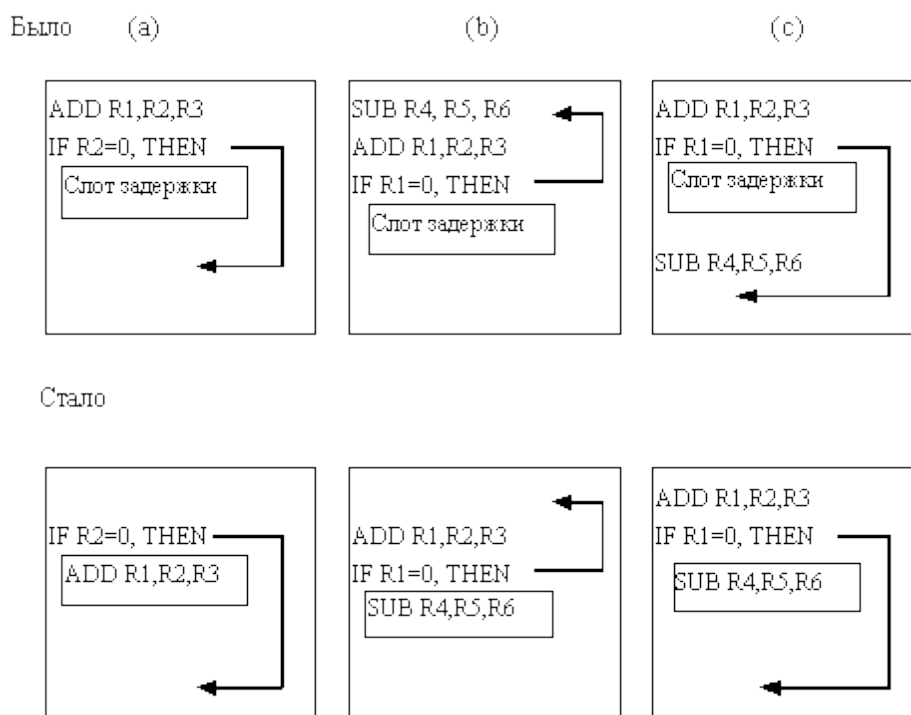 Было (a) (b) (c)
ADD R1,R2,R3
IF R2=0, THEN
Слот задержки
SUB R4, R5, R6
ADD R1,R2,R3
IF R1=0, THEN
Слот задержки
ADD R1,R2,R3
IF R1=0, THEN
Слот задержки
SUB R4,R5,R6
Стало
IF R2=0, THEN
ADD R1,R2,R3
ADD R1,R2,R3
IF R1=0, THEN
SUB R4,R5,R6
ADD R1,R2,R3
IF R1=0, THEN
SUB R4,R5,R6